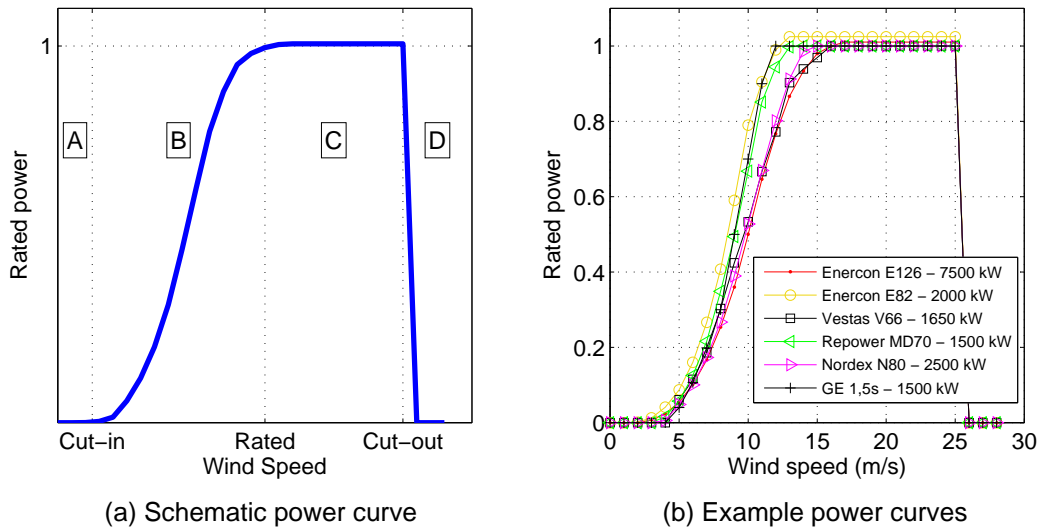 1
A
B
C
D
Rated power
Cut–in
Rated
Cut–out
Wind Speed
(a) Schematic power curve
1
0.8
0.6
0.4
0.2
0
Rated power
Enercon E126 – 7500 kW
Enercon E82 – 2000 kW
Vestas V66 – 1650 kW
Repower MD70 – 1500 kW
Nordex N80 – 2500 kW
GE 1,5s – 1500 kW
0 5 10 15 20 25 30
Wind speed (m/s)
(b) Example power curves